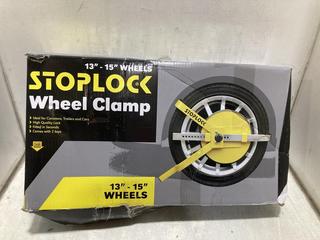 13" - 15" WHEELS
STOPLOCK
Wheel Clamp
Ideal for Caravans, Trailers and Cars
High Quality Lock
Fitted in Seconds
Comes with 2 keys
STOPLOCK
13" - 15"
WHEELS